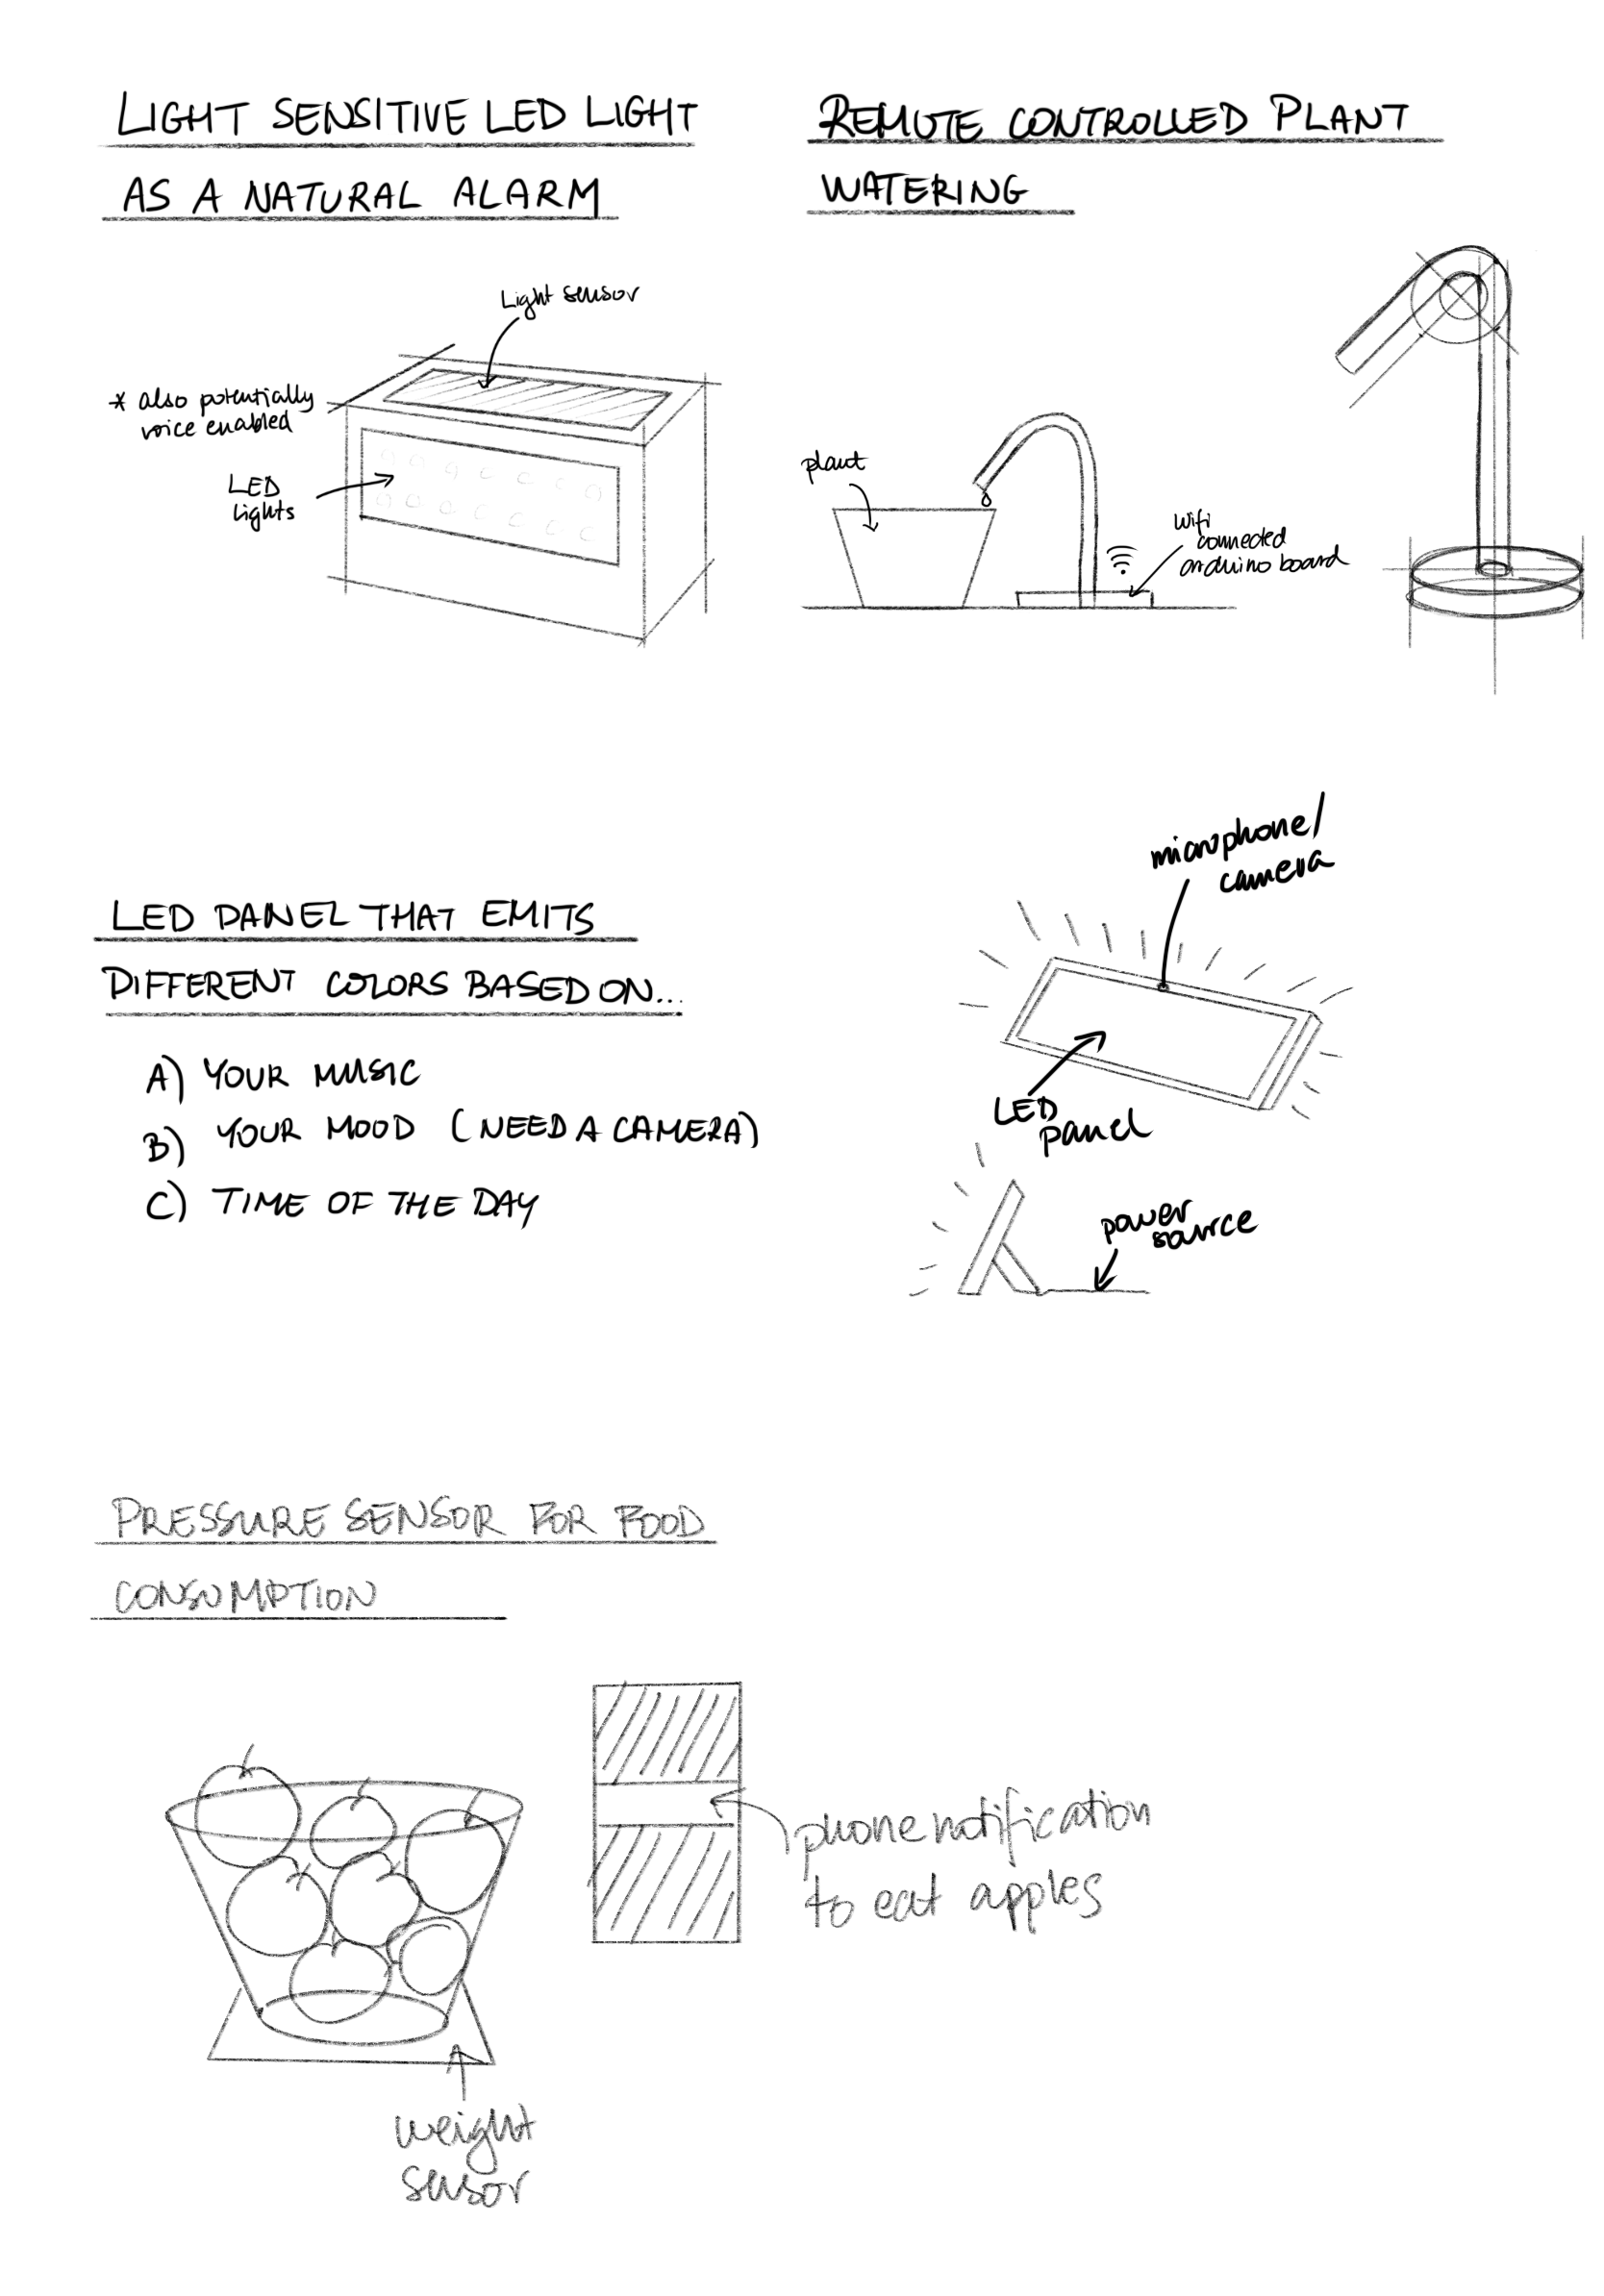 LIGHT SENSITIVE LED LIGHT
AS A NATURAL ALARM
Light sensor
* also potentially
voice enabled
LED
lights
REMOTE CONTROLLED PLANT
WATERING
plant
wifi
connected
arduino board
LED PANEL THAT EMITS
DIFFERENT COLORS BASED ON...
A) YOUR MUSIC
B) YOUR MOOD (NEED A CAMERA)
C) TIME OF THE DAY
microphone/
camera
LED
panel
power
source
PRESSURE SENSOR FOR FOOD
CONSUMPTION
phone notification
to eat apples
weight
sensor